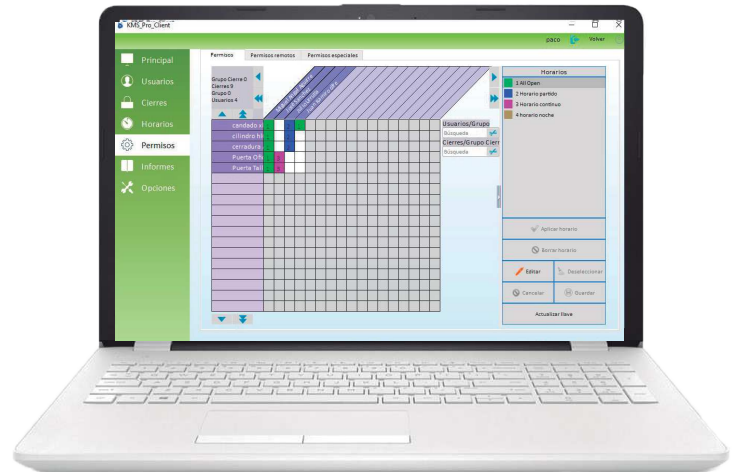 KMS_Pro_Client
paco
Volver
Principal
Usuarios
Cierres
Horarios
Permisos
Informes
Opciones
Permisos
Permisos remotos
Permisos especiales
Grupo Cierre 0
Cierres 9
Grupo 0
Usuarios 4
candado
cilindro
cerradura
Puerta
Puerta
Usuarios/Grupo
Búsqueda
Cierres/Grupo Cierr
Búsqueda
Horarios
1 All Open
2 Horario partido
3 Horario continuo
4 horario noche
Aplicar horario
Borrar horario
Editar
Deseleccionar
Cancelar
Guardar
Actualizar llave